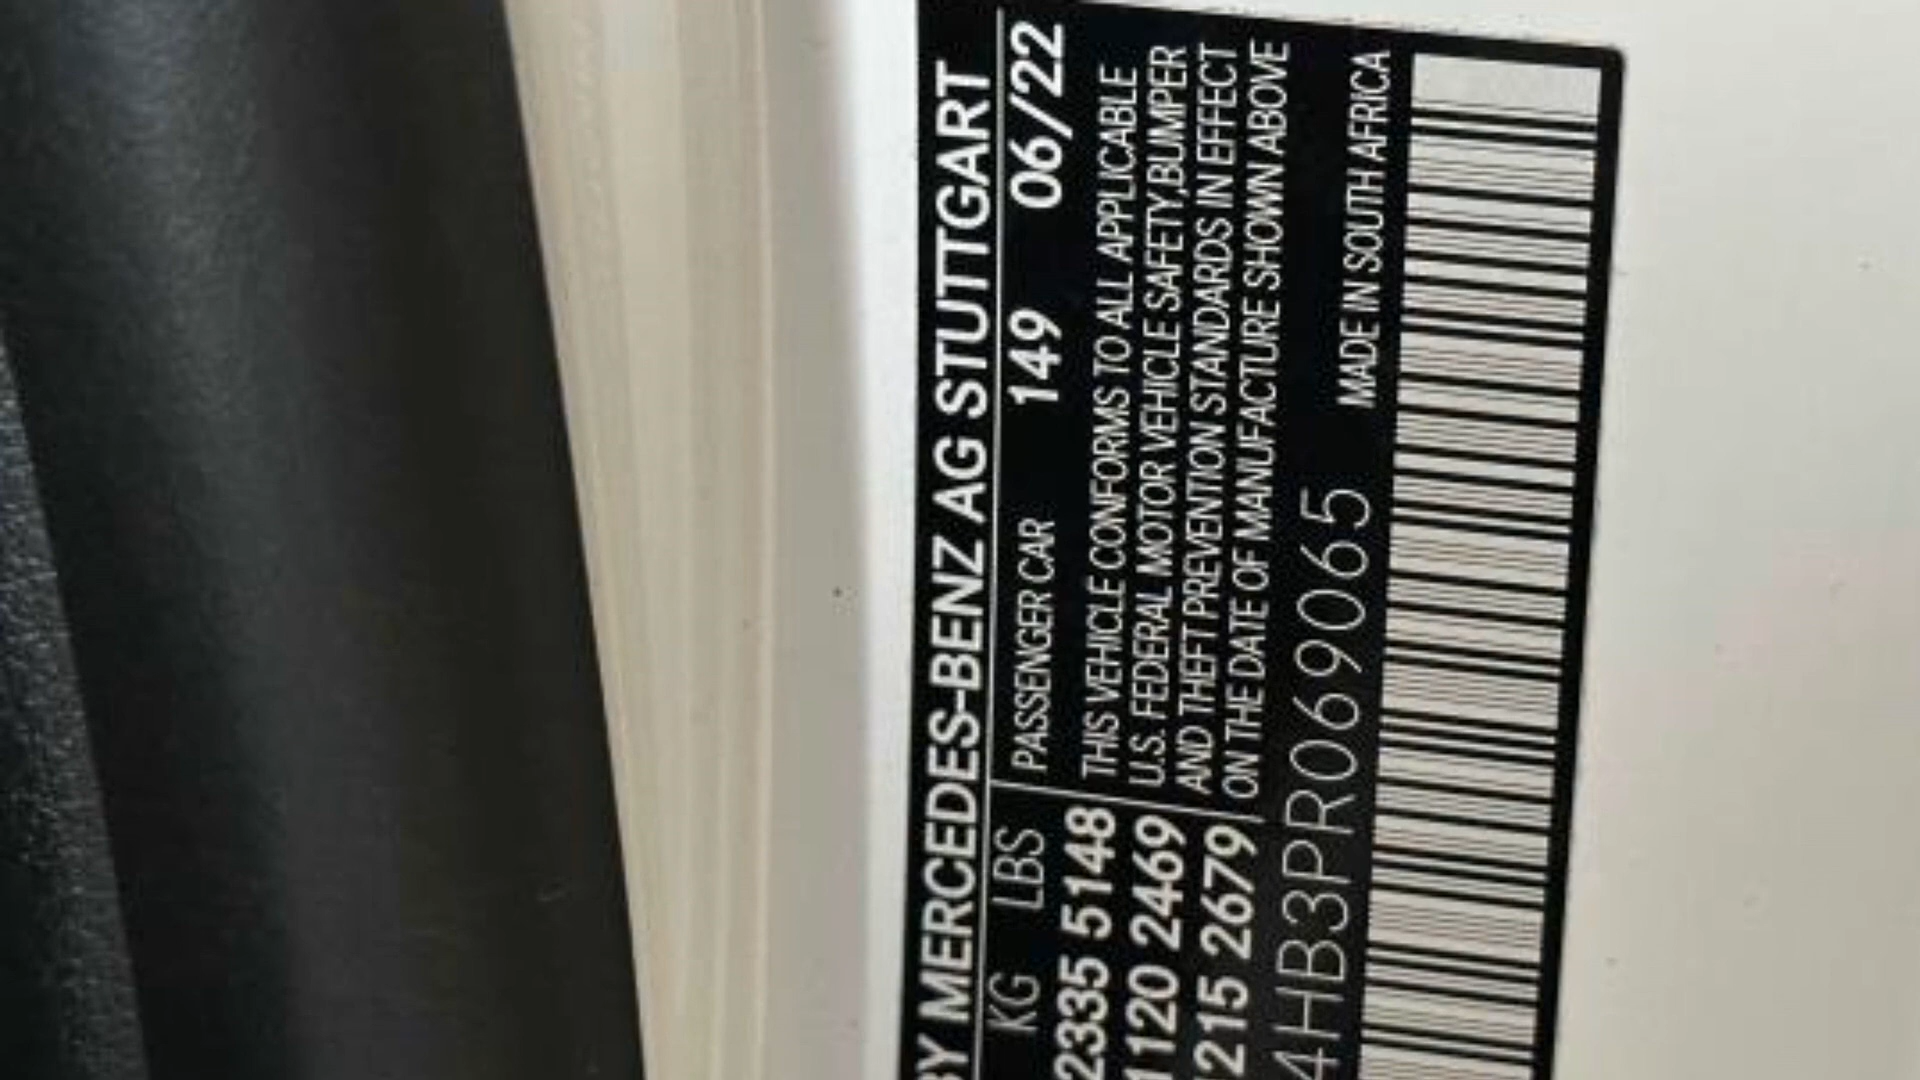 BY MERCEDES-BENZ AG STUTTGART
KG LBS PASSENGER CAR 149 06/22
2335 5148 THIS VEHICLE CONFORMS TO ALL APPLICABLE
1120 2469 U.S. FEDERAL MOTOR VEHICLE SAFETY,BUMPER
1215 2679 AND THEFT PREVENTION STANDARDS IN EFFECT
ON THE DATE OF MANUFACTURE SHOWN ABOVE
4HB3PR069065 MADE IN SOUTH AFRICA